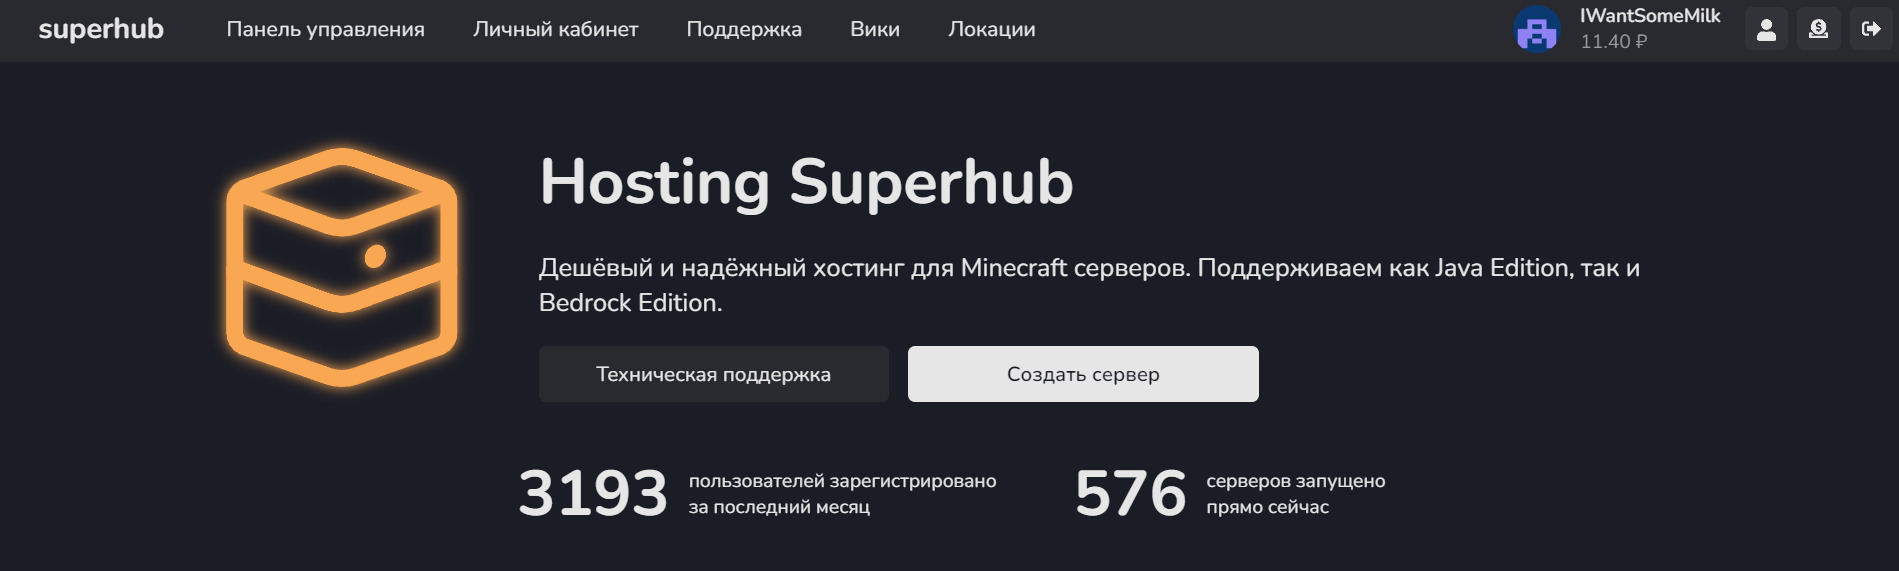 superhub
Панель управления
Личный кабинет
Поддержка
Вики
Локации
IWantSomeMilk
11.40 ₽
Hosting Superhub
Дешёвый и надёжный хостинг для Minecraft серверов. Поддерживаем как Java Edition, так и
Bedrock Edition.
Техническая поддержка
Создать сервер
3193
пользователей зарегистрировано
за последний месяц
576
серверов запущено
прямо сейчас